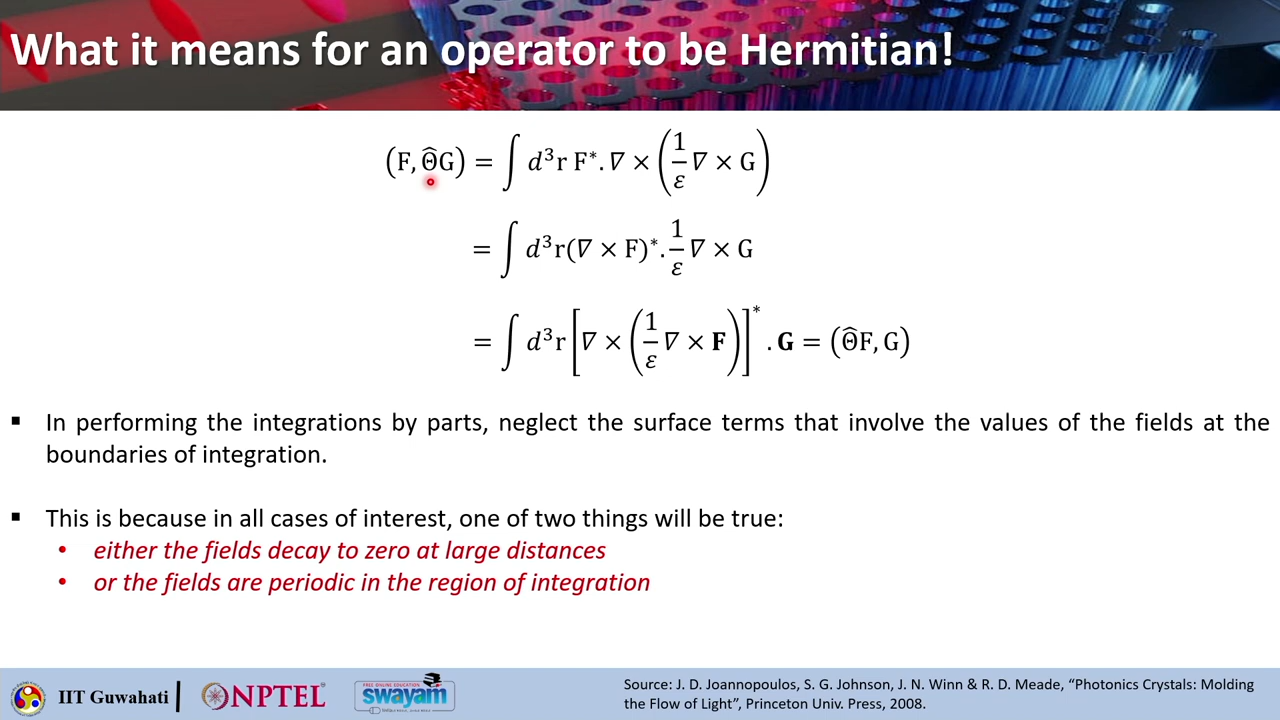 What it means for an operator to be Hermitian!
(F, Θ̂G) = ∫ d³r F*. ∇ × (1/ε ∇ × G)
= ∫ d³r(∇ × F)*. 1/ε ∇ × G
= ∫ d³r [∇ × (1/ε ∇ × F)]* . G = (Θ̂F, G)
▪ In performing the integrations by parts, neglect the surface terms that involve the values of the fields at the
boundaries of integration.
▪ This is because in all cases of interest, one of two things will be true:
• either the fields decay to zero at large distances
• or the fields are periodic in the region of integration
IIT Guwahati
NPTEL
FREE ONLINE EDUCATION
swayam
Source: J. D. Joannopoulos, S. G. Johnson, J. N. Winn & R. D. Meade, “Photonics Crystals: Molding
the Flow of Light”, Princeton Univ. Press, 2008.